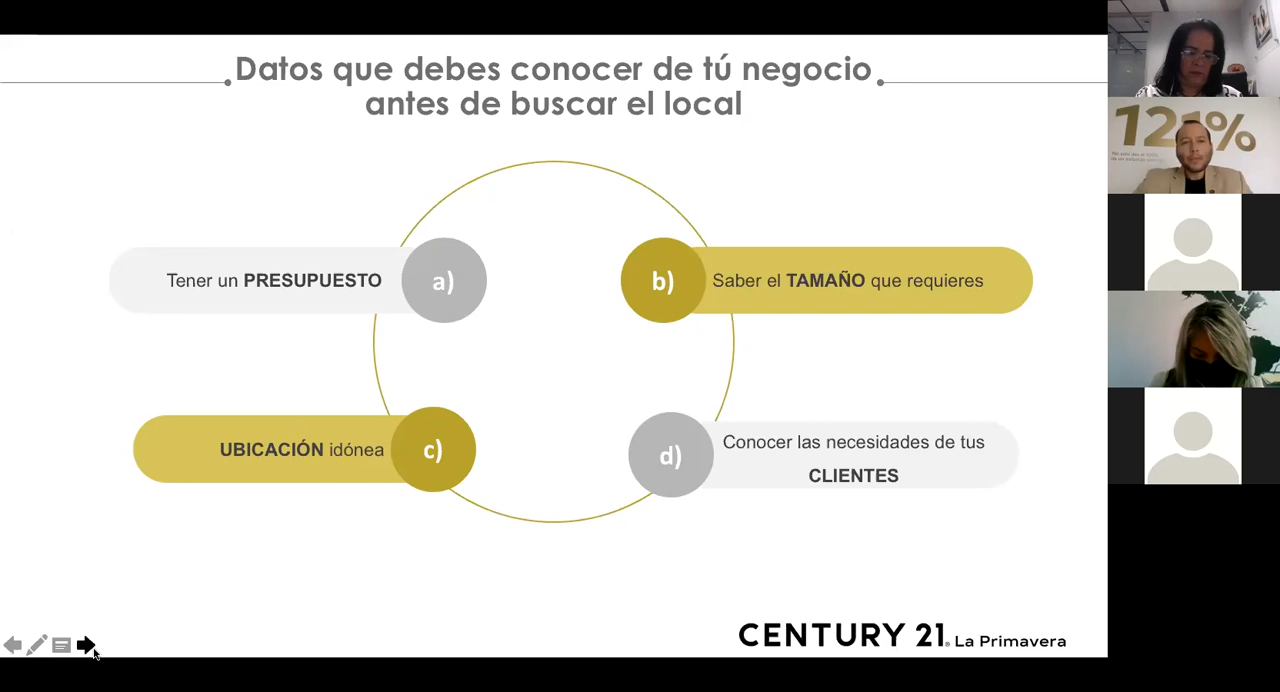 Datos que debes conocer de tú negocio
antes de buscar el local
Tener un PRESUPUESTO
a)
b)
Saber el TAMAÑO que requieres
UBICACIÓN idónea
c)
d)
Conocer las necesidades de tus
CLIENTES
CENTURY 21. La Primavera
121%